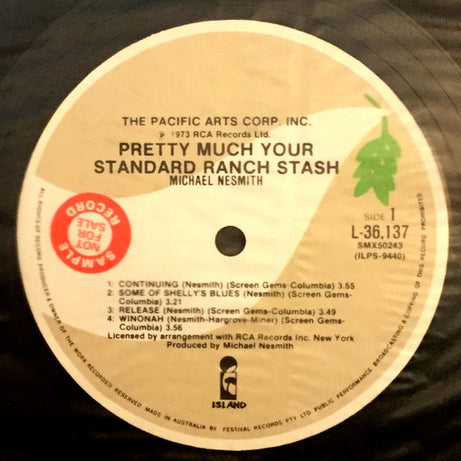 THE PACIFIC ARTS CORP. INC.
℗ 1973 RCA Records Ltd.
PRETTY MUCH YOUR
STANDARD RANCH STASH
MICHAEL NESMITH
SIDE 1
L-36,137
SMX50243
(ILPS-9440)
SAMPLE
NOT
FOR
SALE
RECORD
1: CONTINUING (Nesmith) (Screen Gems-Columbia) 3.55
2: SOME OF SHELLY'S BLUES (Nesmith) (Screen Gems-
Columbia) 3.21
3: RELEASE (Nesmith) (Screen Gems-Columbia) 3.49
4: WINONAH (Nesmith-Hargrove-Miner) (Screen Gems-
Columbia) 3.56
Licensed by arrangement with RCA Records Inc. New York
Produced by Michael Nesmith
ISLAND
ALL RIGHTS OF RECORD PRODUCER & OWNER OF THE WORK RECORDED RESERVED MADE IN AUSTRALIA BY FESTIVAL RECORDS PTY LTD PUBLIC PERFORMANCE BROADCASTING & COPYING OF THIS RECORD PROHIBITED